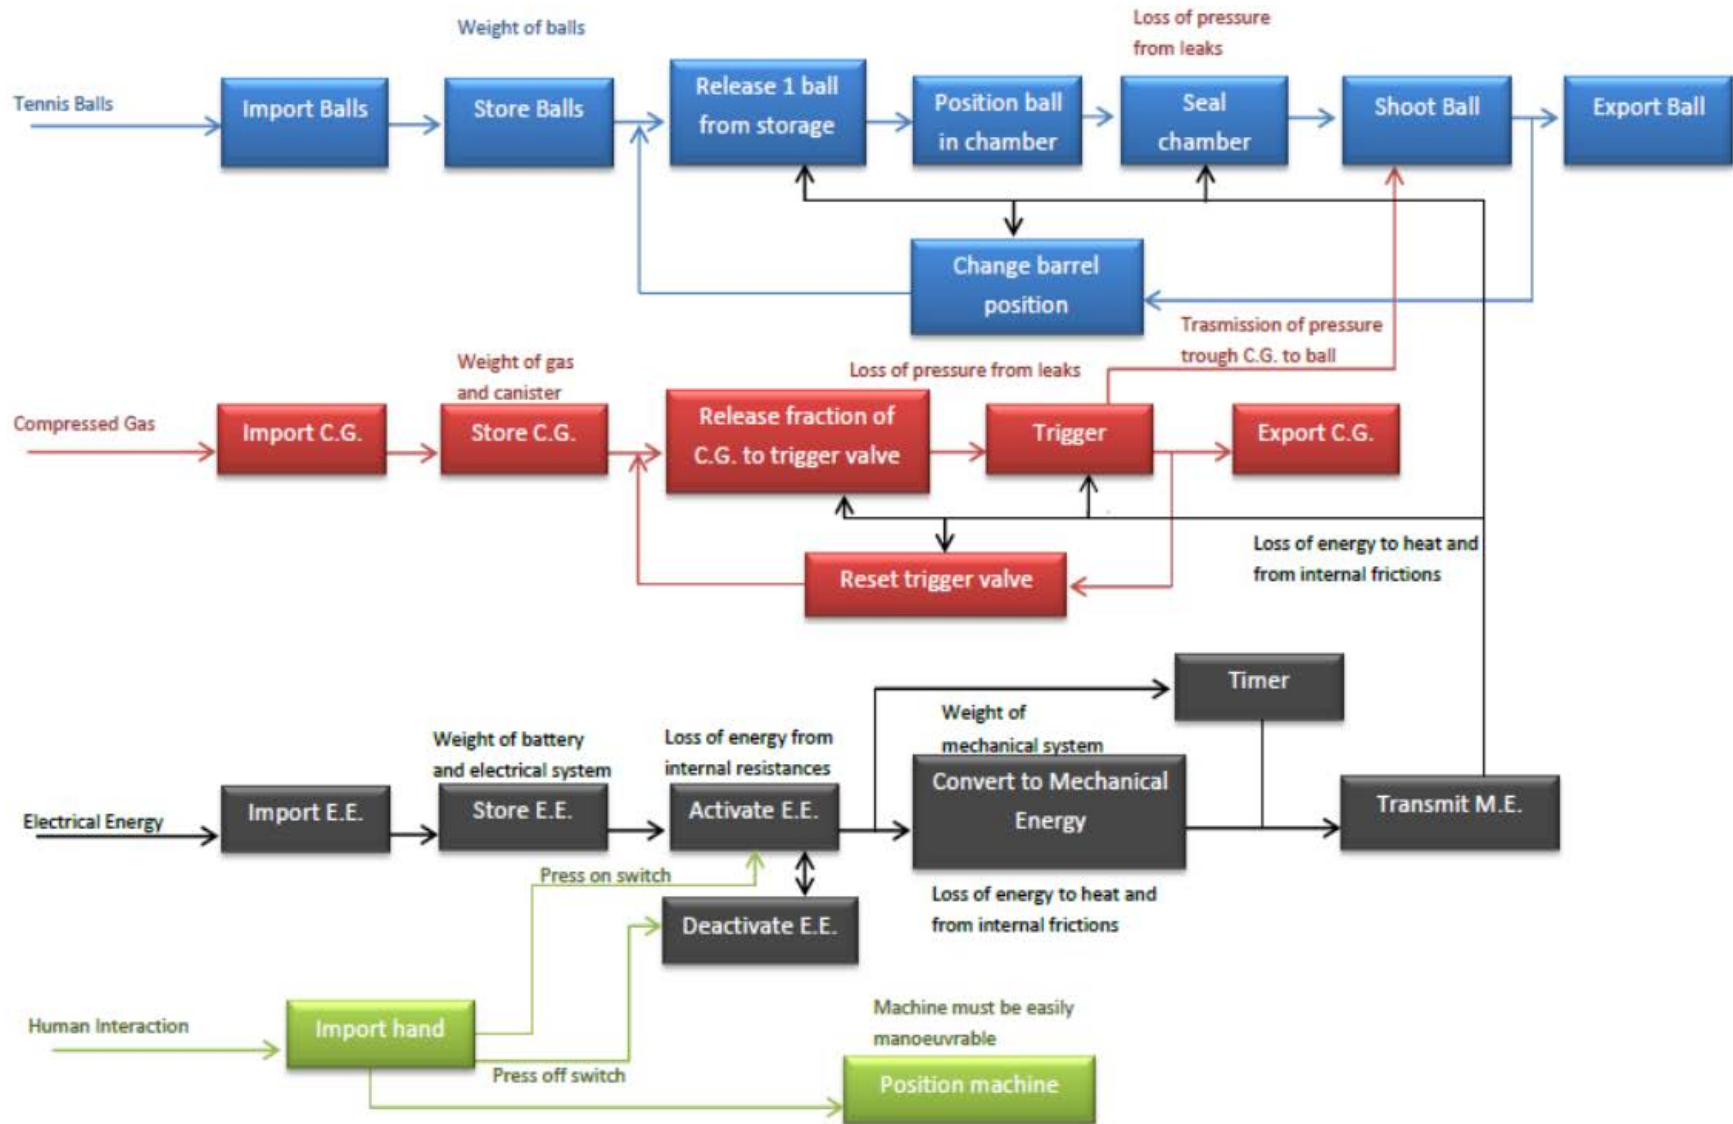 Weight of balls
Loss of pressure
from leaks
Tennis Balls
Import Balls
Store Balls
Release 1 ball
from storage
Position ball
in chamber
Seal
chamber
Shoot Ball
Export Ball
Change barrel
position
Trasmission of pressure
trough C.G. to ball
Weight of gas
and canister
Loss of pressure from leaks
Compressed Gas
Import C.G.
Store C.G.
Release fraction of
C.G. to trigger valve
Trigger
Export C.G.
Reset trigger valve
Loss of energy to heat and
from internal frictions
Timer
Weight of
mechanical system
Weight of battery
and electrical system
Loss of energy from
internal resistances
Electrical Energy
Import E.E.
Store E.E.
Activate E.E.
Convert to Mechanical
Energy
Transmit M.E.
Press on switch
Deactivate E.E.
Loss of energy to heat and
from internal frictions
Human Interaction
Import hand
Press off switch
Machine must be easily
manoeuvrable
Position machine